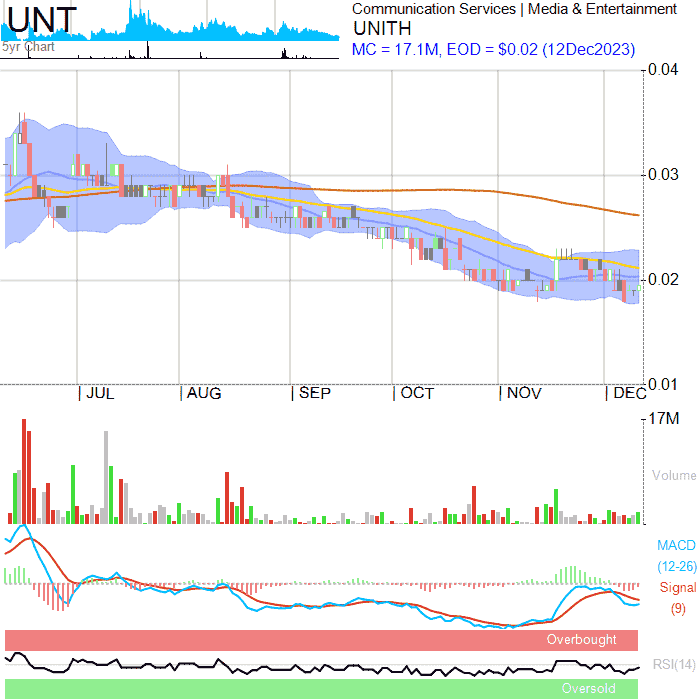 UNT
5yr Chart
Communication Services | Media & Entertainment
UNITH
MC = 17.1M, EOD = $0.02 (12Dec2023)
0.04
0.03
0.02
0.01
| JUL | AUG | SEP | OCT | NOV | DEC
17M
Volume
MACD
(12-26)
Signal
(9)
Overbought
RSI(14)
Oversold